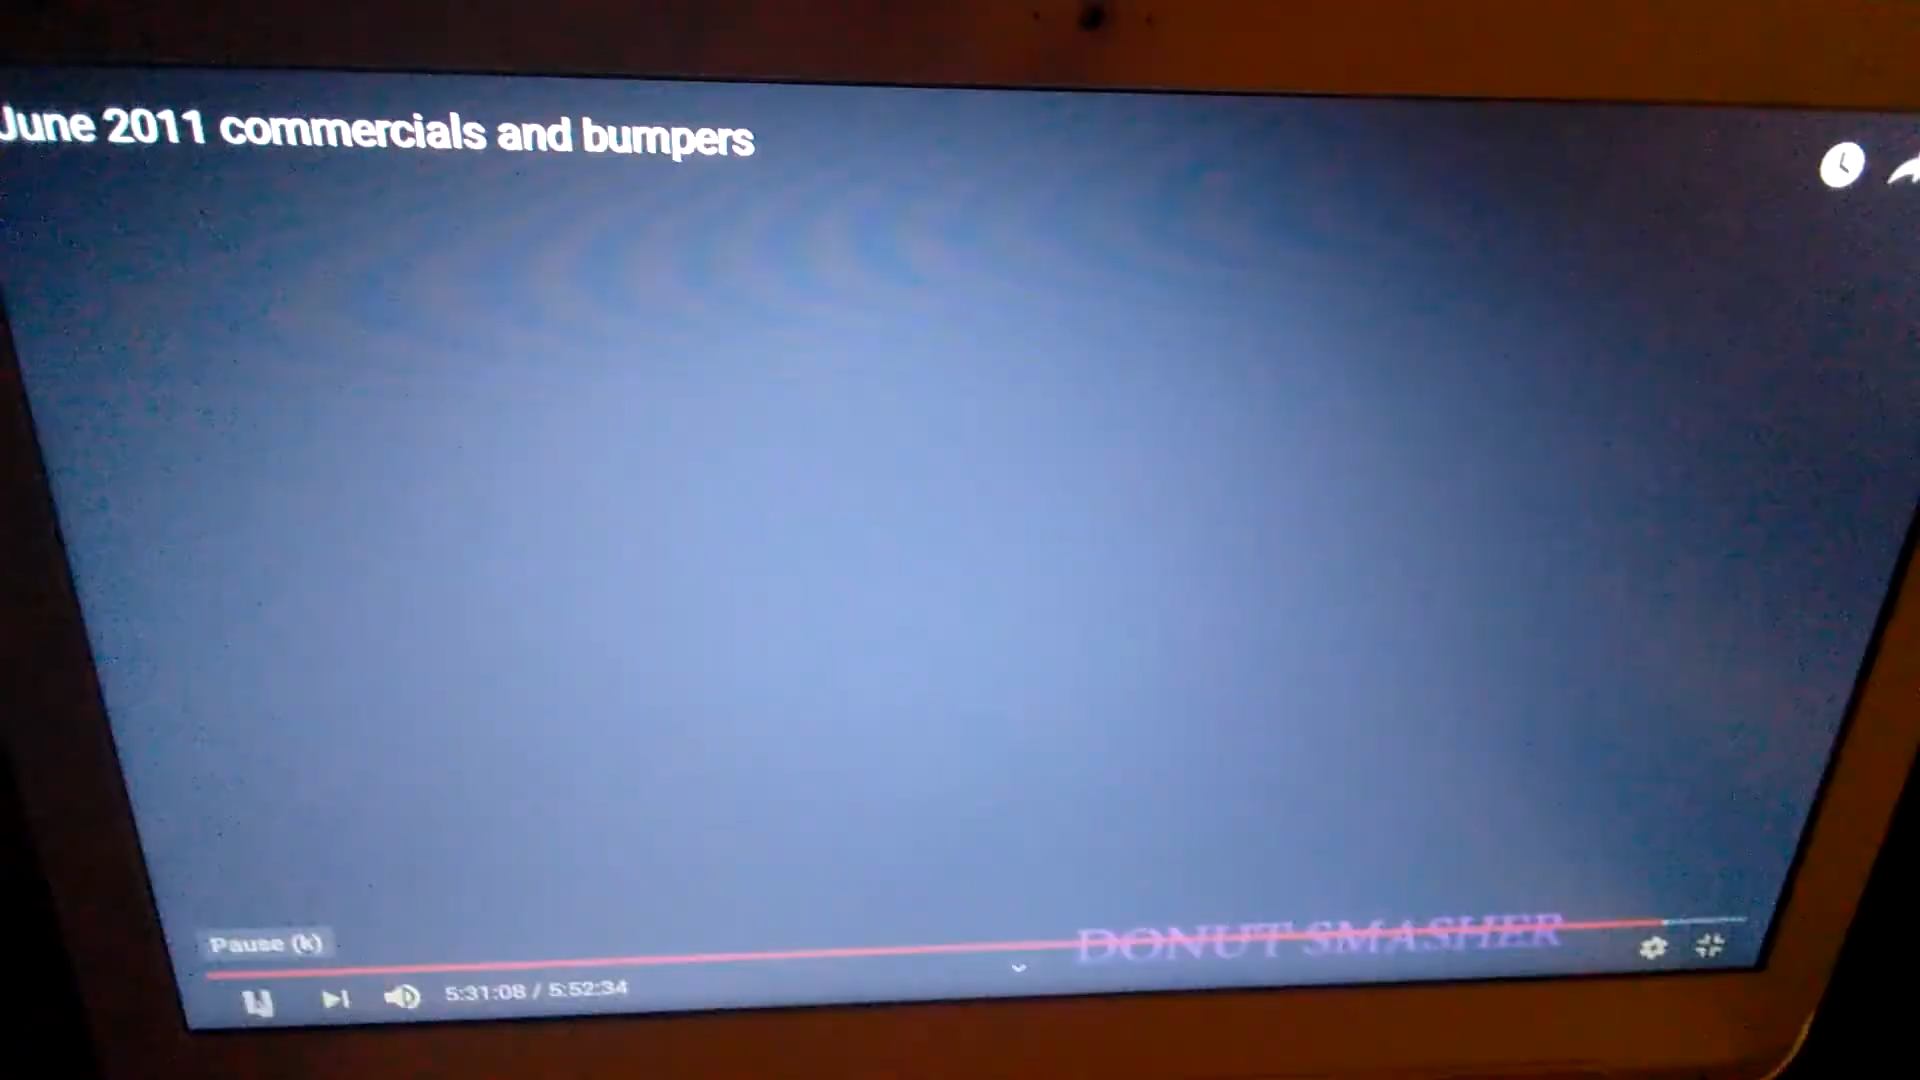 June 2011 commercials and bumpers
DONUT SMASHER
Pause (k)
5:31:08 / 5:52:34